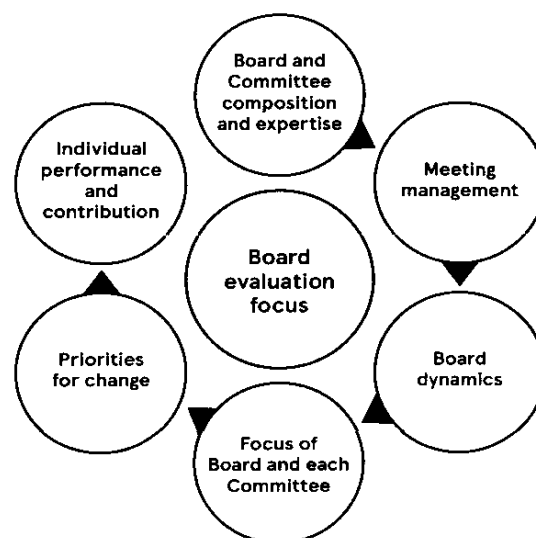 Board and
Committee
composition
and expertise
Meeting
management
Board
dynamics
Focus of
Board and each
Committee
Priorities
for change
Individual
performance
and
contribution
Board
evaluation
focus